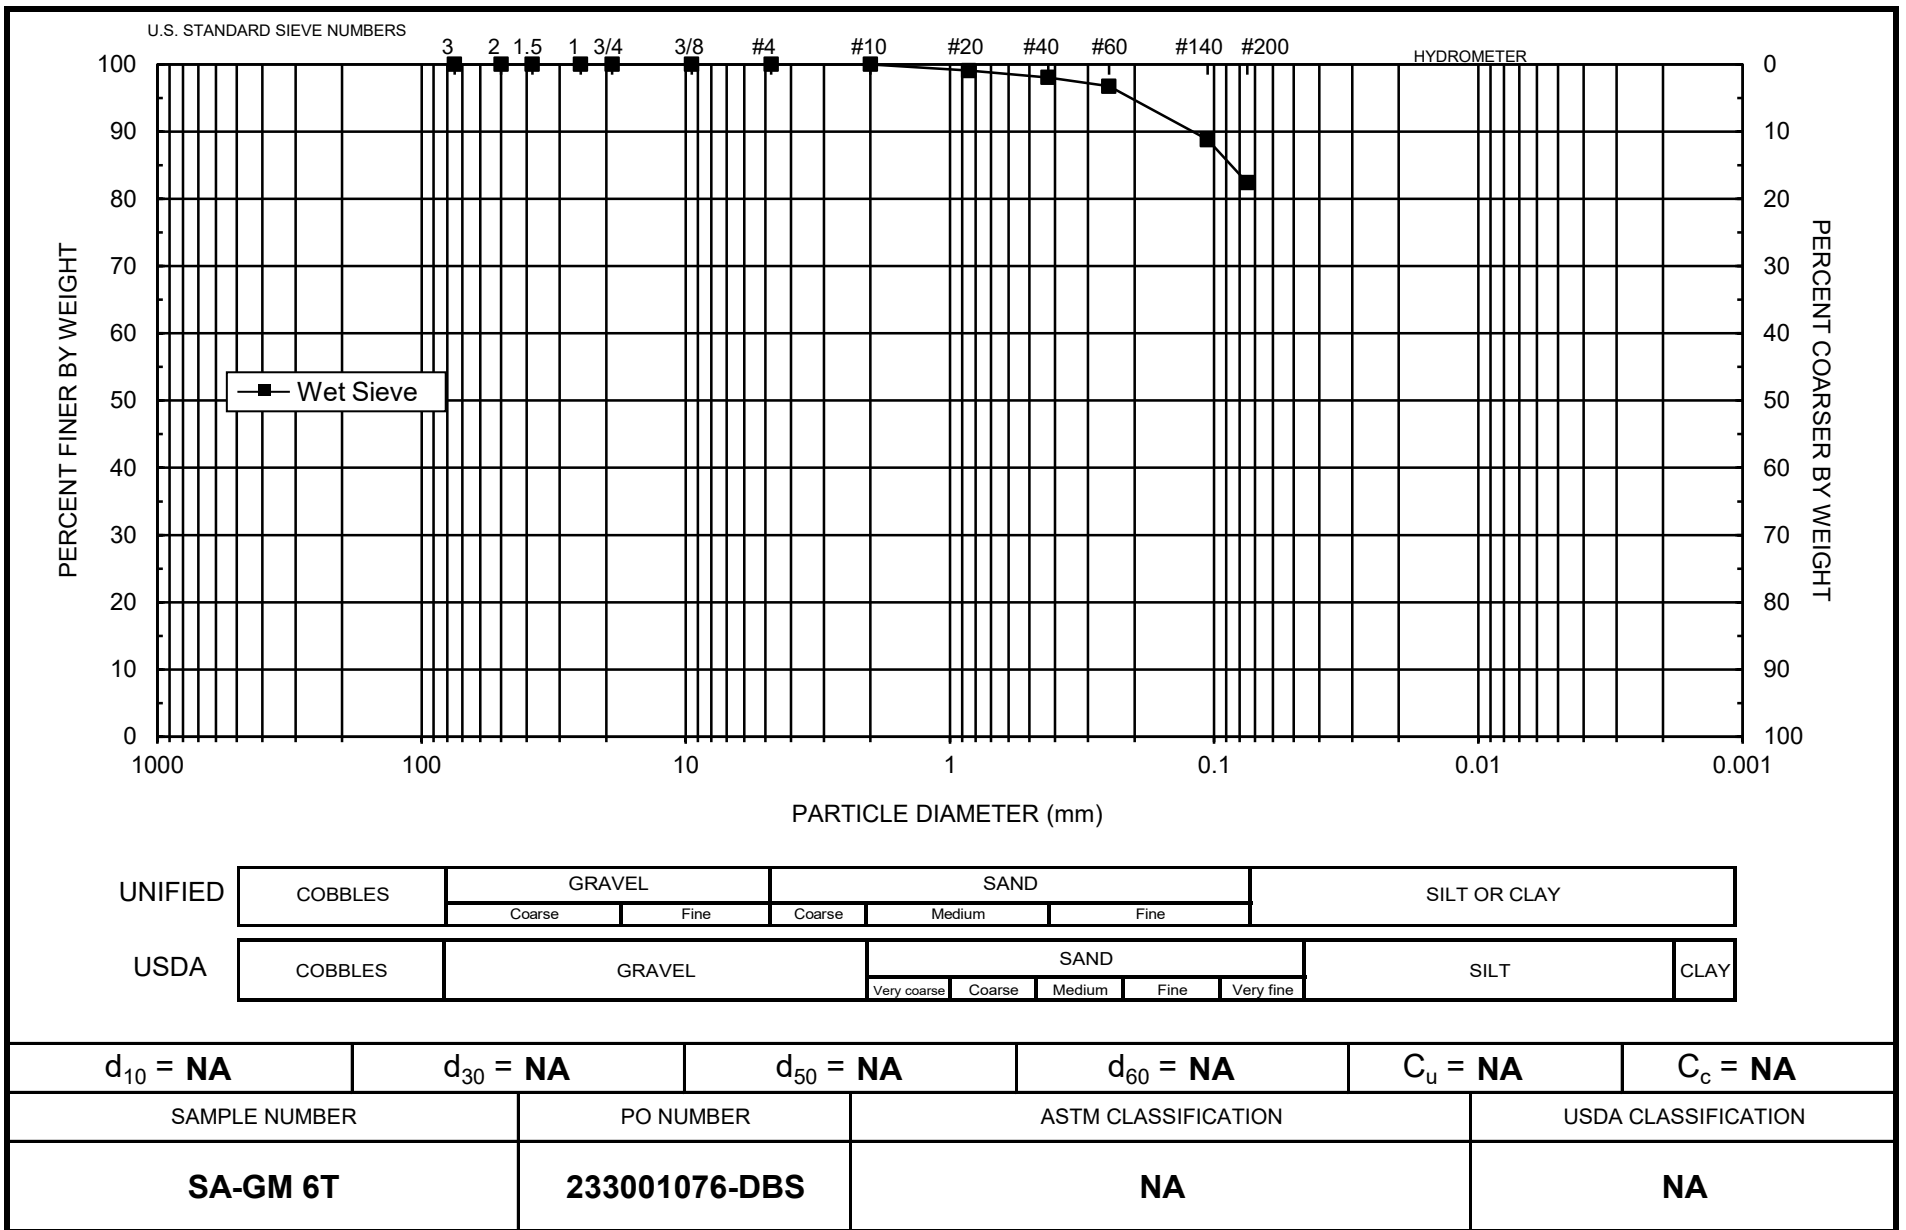 U.S. STANDARD SIEVE NUMBERS
3 2 1.5 1 3/4 3/8 #4 #10 #20 #40 #60 #140 #200
HYDROMETER
100 0
90 10
80 20
70 30
60 40
50 50
40 60
30 70
20 80
10 90
0 100
PERCENT FINER BY WEIGHT
PERCENT COARSER BY WEIGHT
Wet Sieve
1000 100 10 1 0.1 0.01 0.001
PARTICLE DIAMETER (mm)
UNIFIED
COBBLES
GRAVEL
SAND
SILT OR CLAY
Coarse Fine Coarse Medium Fine
USDA
COBBLES
GRAVEL
SAND
SILT
CLAY
Very coarse Coarse Medium Fine Very fine
d10 = NA d30 = NA d50 = NA d60 = NA Cu = NA Cc = NA
SAMPLE NUMBER PO NUMBER ASTM CLASSIFICATION USDA CLASSIFICATION
SA-GM 6T 233001076-DBS NA NA